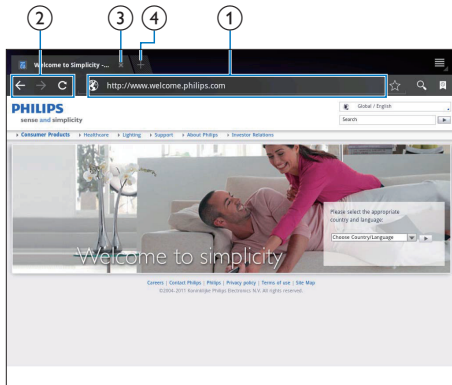 2 3 4 1
Welcome to Simplicity -...
http://www.welcome.philips.com
PHILIPS
sense and simplicity
Global / English
Search
Consumer Products Healthcare Lighting Support About Philips Investor Relations
Please select the appropriate
country and language:
Choose Country/Language
Welcome to simplicity
Careers | Contact Philips | Philips | Privacy policy | Terms of use | Site Map
©2004-2011 Koninklijke Philips Electronics N.V. All rights reserved.